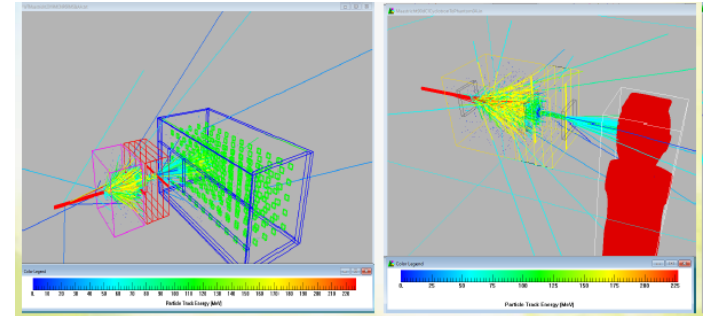 Color Legend
0. 10 20 30 40 50 60 70 80 90 100 110 120 130 140 150 160 170 180 190 200 210 220
Particle Track Energy (MeV)
Color Legend
0. 25 50 75 100 125 150 175 200 225
Particle Track Energy (MeV)